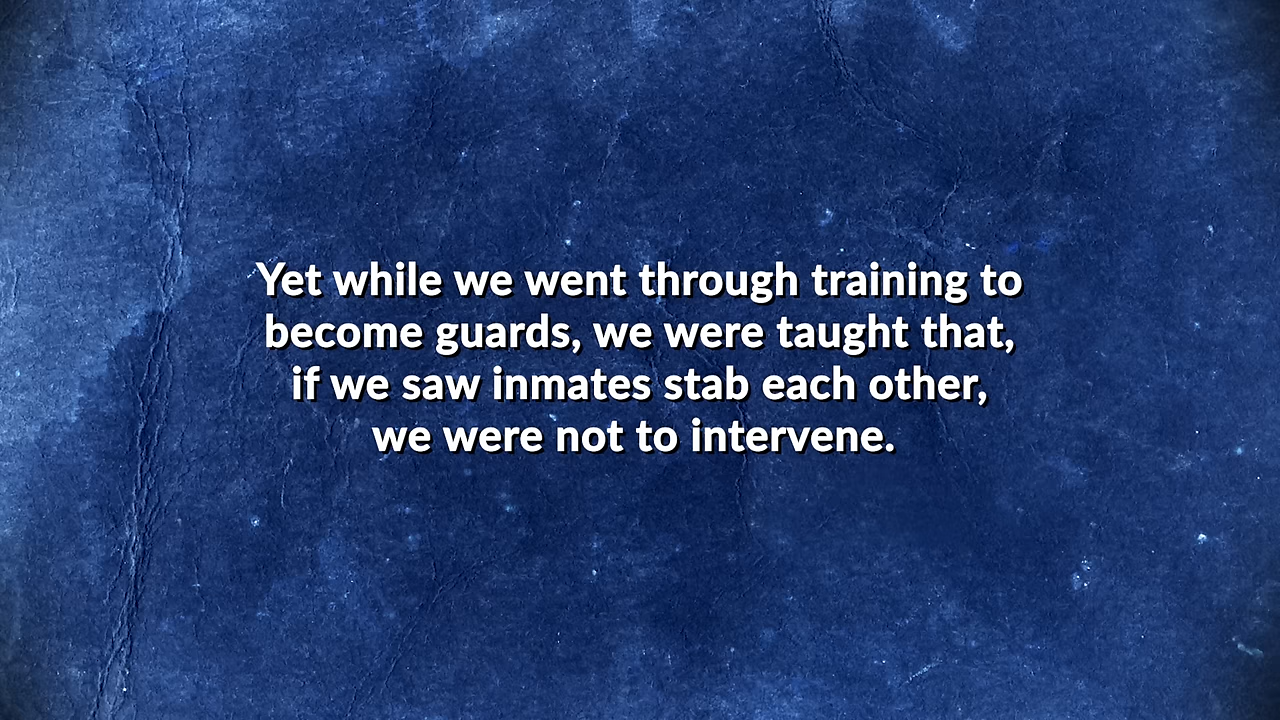 Yet while we went through training to
become guards, we were taught that,
if we saw inmates stab each other,
we were not to intervene.